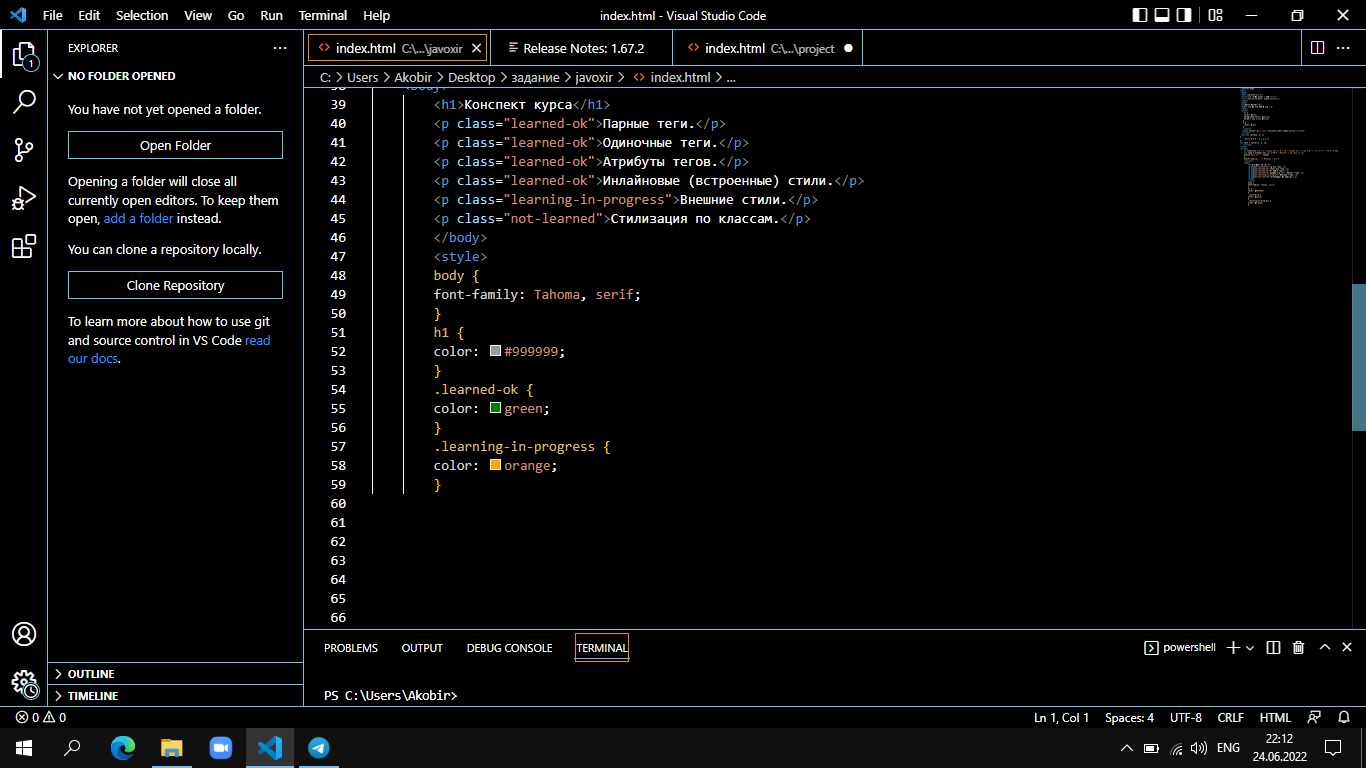 File Edit Selection View Go Run Terminal Help index.html - Visual Studio Code
EXPLORER
NO FOLDER OPENED
You have not yet opened a folder.
Open Folder
Opening a folder will close all
currently open editors. To keep them
open, add a folder instead.
You can clone a repository locally.
Clone Repository
To learn more about how to use git
and source control in VS Code read
our docs.
OUTLINE
TIMELINE
index.html C:\...\javoxir
Release Notes: 1.67.2
index.html C:\...\project
C: > Users > Akobir > Desktop > задание > javoxir > index.html > ...
38 <body>
39 <h1>Конспект курса</h1>
40 <p class="learned-ok">Парные теги.</p>
41 <p class="learned-ok">Одиночные теги.</p>
42 <p class="learned-ok">Атрибуты тегов.</p>
43 <p class="learned-ok">Инлайновые (встроенные) стили.</p>
44 <p class="learning-in-progress">Внешние стили.</p>
45 <p class="not-learned">Стилизация по классам.</p>
46 </body>
47 <style>
48 body {
49 font-family: Tahoma, serif;
50 }
51 h1 {
52 color: #999999;
53 }
54 .learned-ok {
55 color: green;
56 }
57 .learning-in-progress {
58 color: orange;
59 }
60
61
62
63
64
65
66
PROBLEMS OUTPUT DEBUG CONSOLE TERMINAL powershell
PS C:\Users\Akobir>
0 0 Ln 1, Col 1 Spaces: 4 UTF-8 CRLF HTML
1
ENG
22:12
24.06.2022